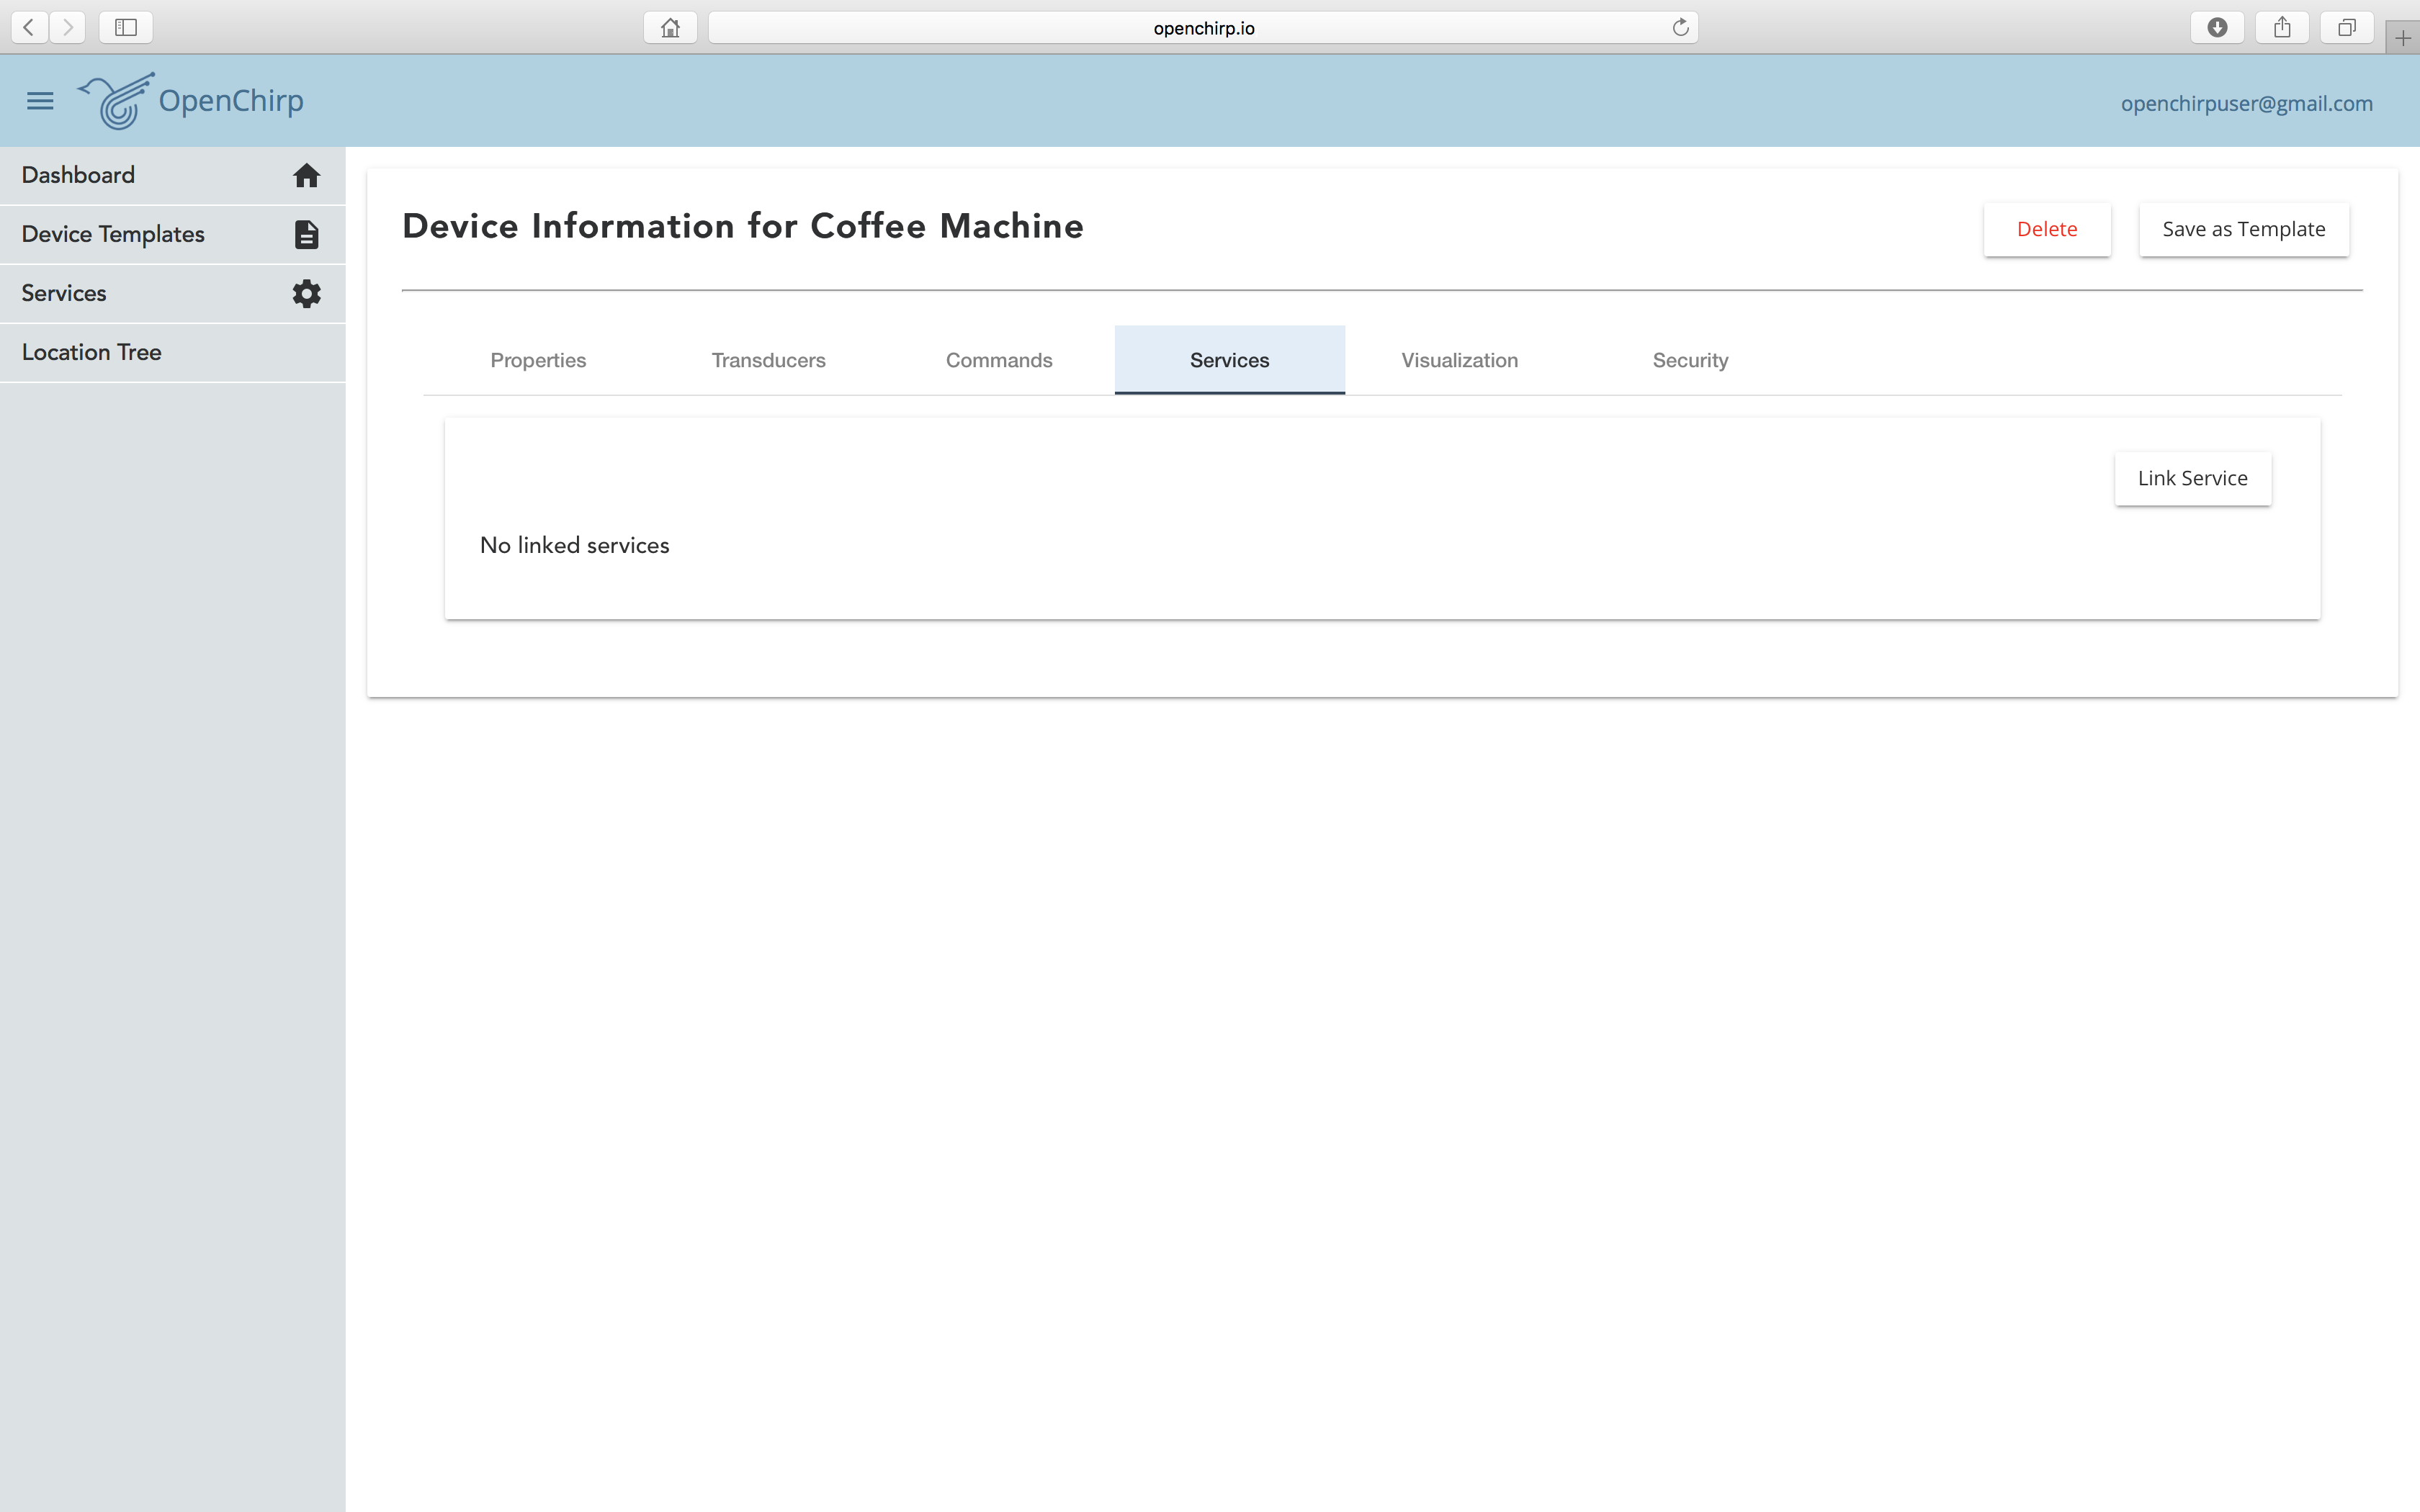 openchirp.io
OpenChirp
openchirpuser@gmail.com
Dashboard
Device Templates
Services
Location Tree
Device Information for Coffee Machine
Delete
Save as Template
Properties
Transducers
Commands
Services
Visualization
Security
Link Service
No linked services